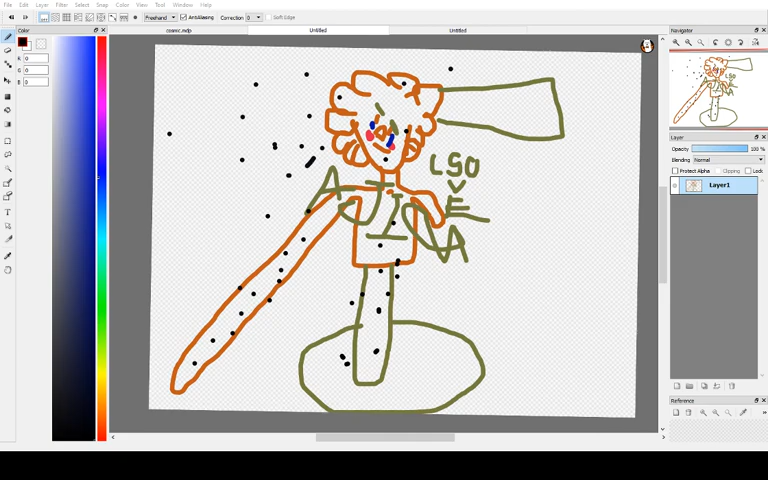 File Edit Layer Filter Select Snap Color View Tool Window Help
Freehand AntiAliasing Correction 0 Soft Edge
Color
cosmic.mdp Untitled Untitled
Navigator
R 0
G 0
B 0
LSO
V
E
A
A
I
Layer
Opacity 100 %
Blending Normal
Protect Alpha Clipping Lock
Layer1
Reference